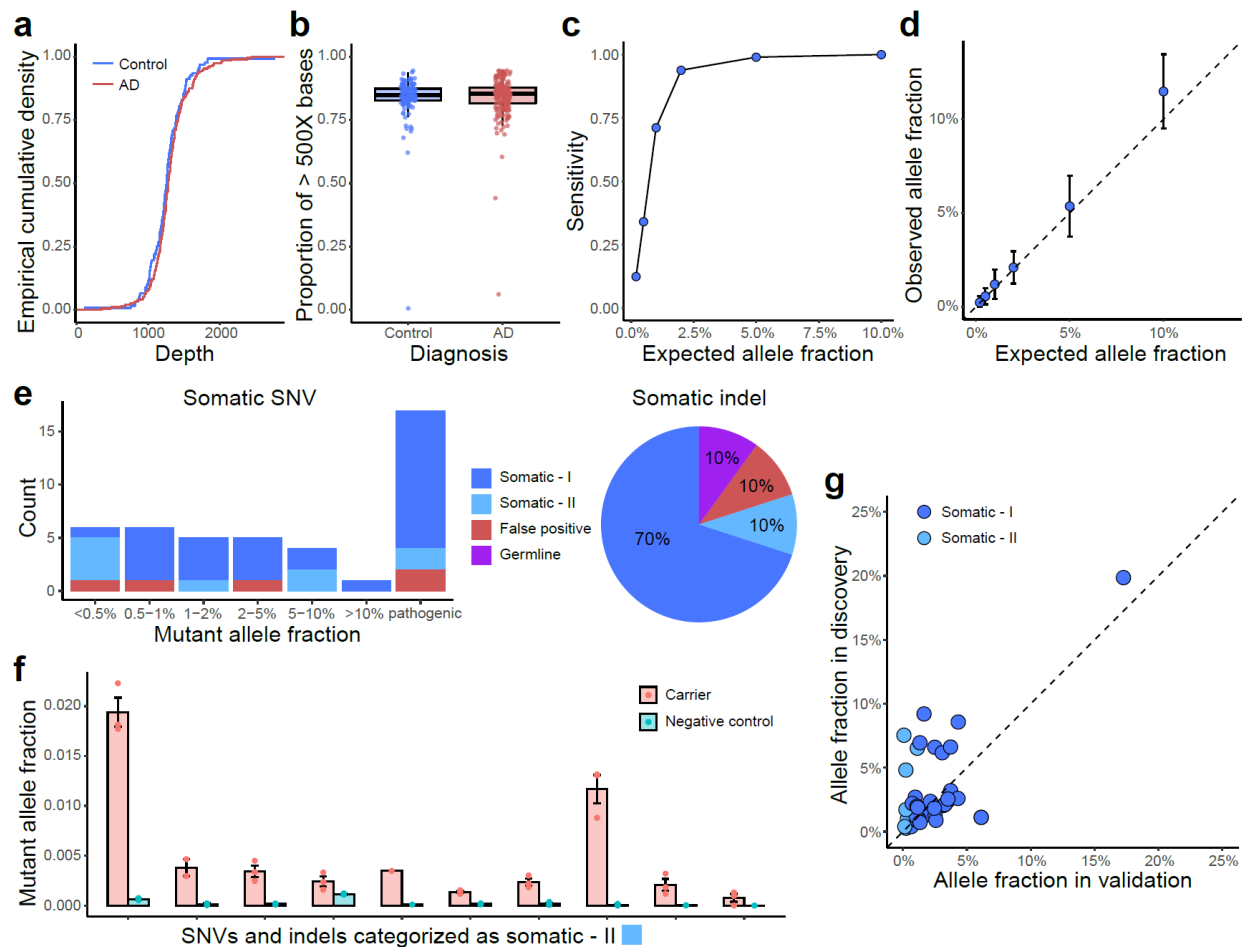 a
Empirical cumulative density
1.00
0.75
0.50
0.25
0.00
Control
AD
0
1000
2000
Depth
b
Proportion of > 500X bases
1.00
0.75
0.50
0.25
0.00
Control
AD
Diagnosis
c
Sensitivity
1.00
0.75
0.50
0.25
0.00
0.0%
2.5%
5.0%
7.5%
10.0%
Expected allele fraction
d
Observed allele fraction
10%
5%
0%
0%
5%
10%
Expected allele fraction
e
Somatic SNV
Count
15
10
5
0
<0.5%
0.5−1%
1−2%
2−5%
5−10%
>10%
pathogenic
Mutant allele fraction
Somatic - I
Somatic - II
False positive
Germline
Somatic indel
10%
10%
10%
70%
f
Mutant allele fraction
0.020
0.015
0.010
0.005
0.000
Carrier
Negative control
SNVs and indels categorized as somatic - II
g
Allele fraction in discovery
25%
20%
15%
10%
5%
0%
Somatic - I
Somatic - II
0%
5%
10%
15%
20%
25%
Allele fraction in validation